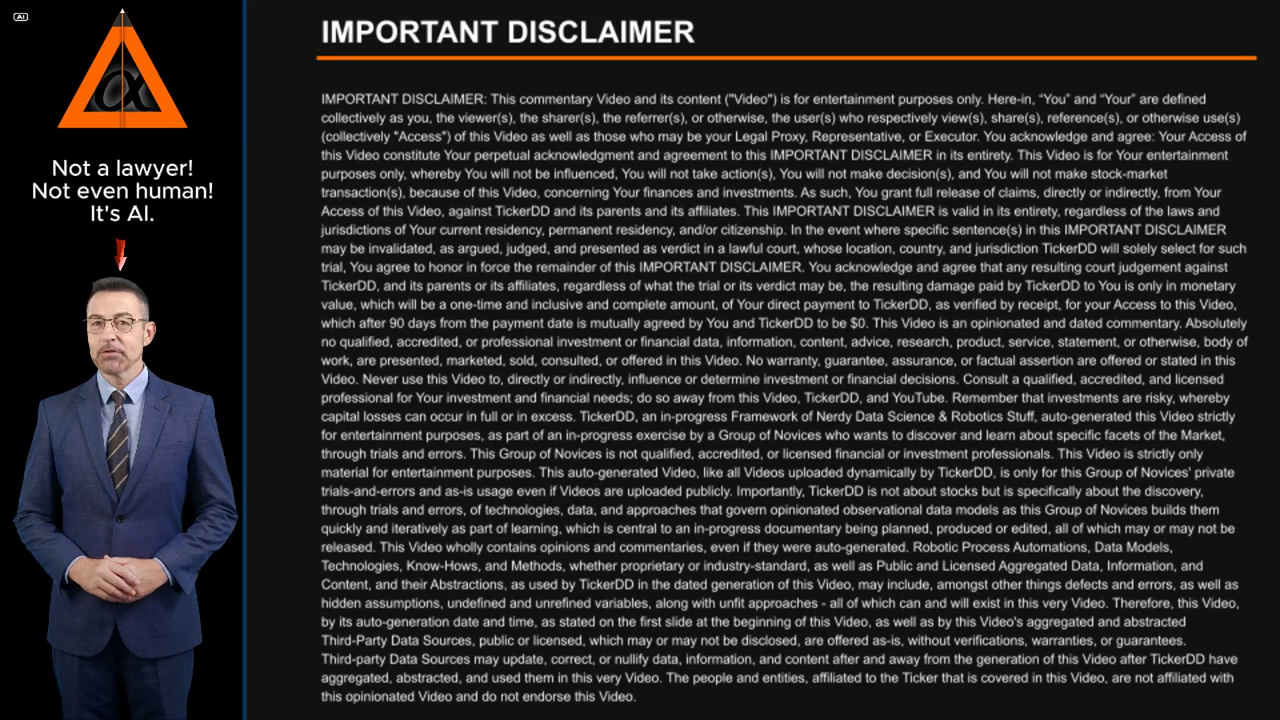 AI
α
Not a lawyer!
Not even human!
It's AI.
IMPORTANT DISCLAIMER
IMPORTANT DISCLAIMER: This commentary Video and its content ("Video") is for entertainment purposes only. Here-in, “You” and “Your” are defined
collectively as you, the viewer(s), the sharer(s), the referrer(s), or otherwise, the user(s) who respectively view(s), share(s), reference(s), or otherwise use(s)
(collectively "Access") of this Video as well as those who may be your Legal Proxy, Representative, or Executor. You acknowledge and agree: Your Access of
this Video constitute Your perpetual acknowledgment and agreement to this IMPORTANT DISCLAIMER in its entirety. This Video is for Your entertainment
purposes only, whereby You will not be influenced, You will not take action(s), You will not make decision(s), and You will not make stock-market
transaction(s), because of this Video, concerning Your finances and investments. As such, You grant full release of claims, directly or indirectly, from Your
Access of this Video, against TickerDD and its parents and its affiliates. This IMPORTANT DISCLAIMER is valid in its entirety, regardless of the laws and
jurisdictions of Your current residency, permanent residency, and/or citizenship. In the event where specific sentence(s) in this IMPORTANT DISCLAIMER
may be invalidated, as argued, judged, and presented as verdict in a lawful court, whose location, country, and jurisdiction TickerDD will solely select for such
trial, You agree to honor in force the remainder of this IMPORTANT DISCLAIMER. You acknowledge and agree that any resulting court judgement against
TickerDD, and its parents or its affiliates, regardless of what the trial or its verdict may be, the resulting damage paid by TickerDD to You is only in monetary
value, which will be a one-time and inclusive and complete amount, of Your direct payment to TickerDD, as verified by receipt, for your Access to this Video,
which after 90 days from the payment date is mutually agreed by You and TickerDD to be $0. This Video is an opinionated and dated commentary. Absolutely
no qualified, accredited, or professional investment or financial data, information, content, advice, research, product, service, statement, or otherwise, body of
work, are presented, marketed, sold, consulted, or offered in this Video. No warranty, guarantee, assurance, or factual assertion are offered or stated in this
Video. Never use this Video to, directly or indirectly, influence or determine investment or financial decisions. Consult a qualified, accredited, and licensed
professional for Your investment and financial needs; do so away from this Video, TickerDD, and YouTube. Remember that investments are risky, whereby
capital losses can occur in full or in excess. TickerDD, an in-progress Framework of Nerdy Data Science & Robotics Stuff, auto-generated this Video strictly
for entertainment purposes, as part of an in-progress exercise by a Group of Novices who wants to discover and learn about specific facets of the Market,
through trials and errors. This Group of Novices is not qualified, accredited, or licensed financial or investment professionals. This Video is strictly only
material for entertainment purposes. This auto-generated Video, like all Videos uploaded dynamically by TickerDD, is only for this Group of Novices' private
trials-and-errors and as-is usage even if Videos are uploaded publicly. Importantly, TickerDD is not about stocks but is specifically about the discovery,
through trials and errors, of technologies, data, and approaches that govern opinionated observational data models as this Group of Novices builds them
quickly and iteratively as part of learning, which is central to an in-progress documentary being planned, produced or edited, all of which may or may not be
released. This Video wholly contains opinions and commentaries, even if they were auto-generated. Robotic Process Automations, Data Models,
Technologies, Know-Hows, and Methods, whether proprietary or industry-standard, as well as Public and Licensed Aggregated Data, Information, and
Content, and their Abstractions, as used by TickerDD in the dated generation of this Video, may include, amongst other things defects and errors, as well as
hidden assumptions, undefined and unrefined variables, along with unfit approaches - all of which can and will exist in this very Video. Therefore, this Video,
by its auto-generation date and time, as stated on the first slide at the beginning of this Video, as well as by this Video's aggregated and abstracted
Third-Party Data Sources, public or licensed, which may or may not be disclosed, are offered as-is, without verifications, warranties, or guarantees.
Third-party Data Sources may update, correct, or nullify data, information, and content after and away from the generation of this Video after TickerDD have
aggregated, abstracted, and used them in this very Video. The people and entities, affiliated to the Ticker that is covered in this Video, are not affiliated with
this opinionated Video and do not endorse this Video.